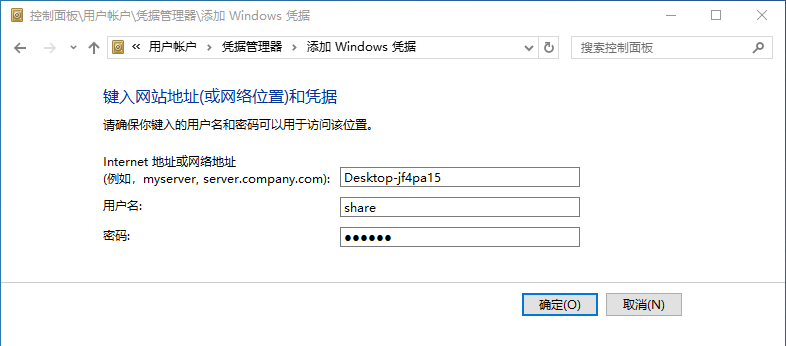 控制面板\用户帐户\凭据管理器\添加 Windows 凭据
« 用户帐户 › 凭据管理器 › 添加 Windows 凭据
搜索控制面板
键入网站地址(或网络位置)和凭据
请确保你键入的用户名和密码可以用于访问该位置。
Internet 地址或网络地址
(例如，myserver, server.company.com): Desktop-jf4pa15
用户名: share
密码: ●●●●●●
确定(O) 取消(N)